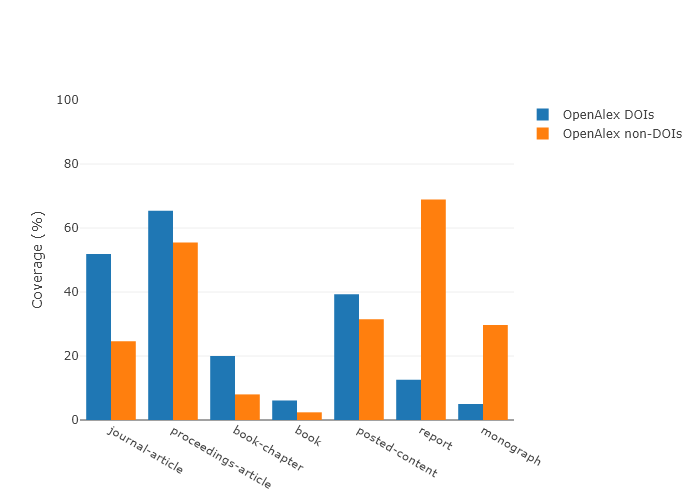 100
80
60
40
20
0
Coverage (%)
journal-article
proceedings-article
book-chapter
book
posted-content
report
monograph
OpenAlex DOIs
OpenAlex non-DOIs